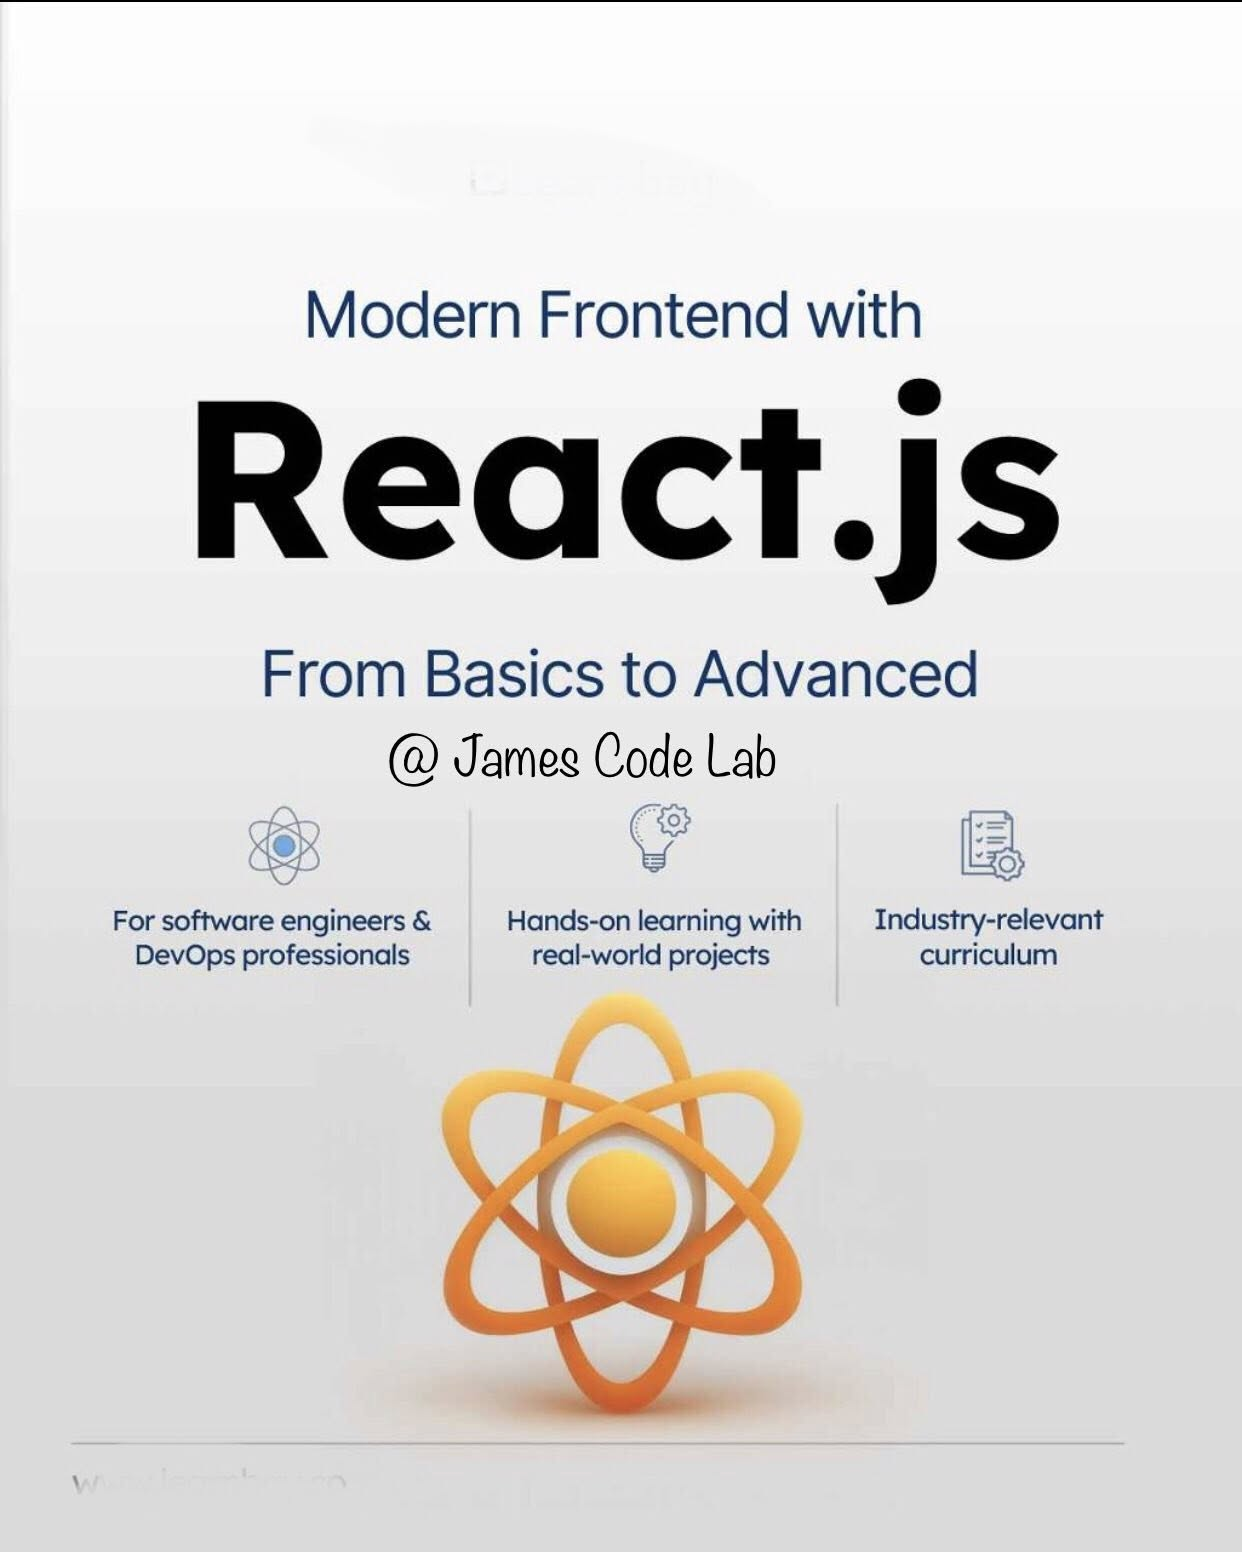 Modern Frontend with
React.js
From Basics to Advanced
@ James Code Lab
For software engineers &
DevOps professionals
Hands-on learning with
real-world projects
Industry-relevant
curriculum